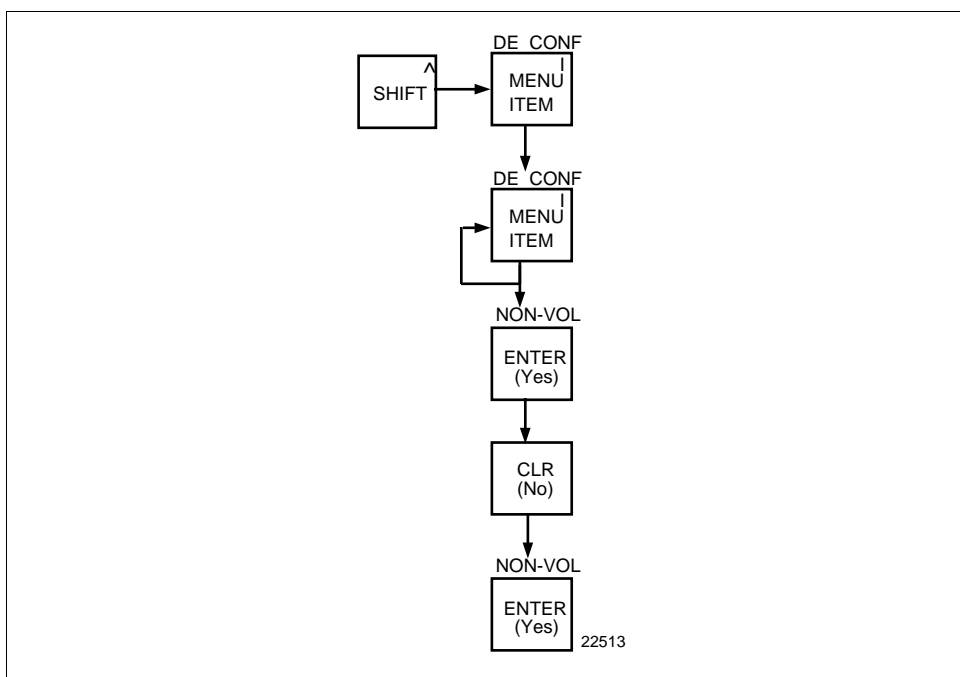 DE CONF
^
SHIFT
|
MENU
ITEM
DE CONF
|
MENU
ITEM
NON-VOL
ENTER
(Yes)
CLR
(No)
NON-VOL
ENTER
(Yes)
22513